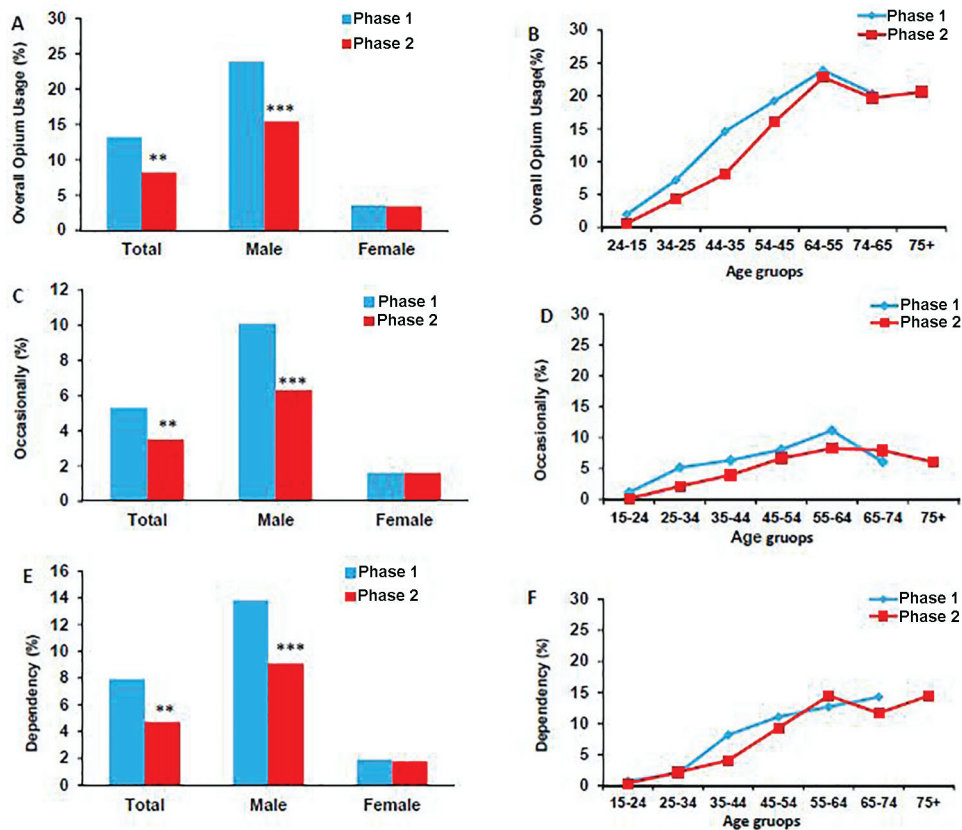 A
Overall Opium Usage (%)
30
25
20
15
10
5
0
Phase 1
Phase 2
**
***
Total Male Female
B
Overall Opium Usage(%)
30
25
20
15
10
5
0
Phase 1
Phase 2
24-15 34-25 44-35 54-45 64-55 74-65 75+
Age gruops
C
Occasionally (%)
12
10
8
6
4
2
0
Phase 1
Phase 2
**
***
Total Male Female
D
Occasionally (%)
30
25
20
15
10
5
0
Phase 1
Phase 2
15-24 25-34 35-44 45-54 55-64 65-74 75+
Age gruops
E
Dependency (%)
16
14
12
10
8
6
4
2
0
Phase 1
Phase 2
**
***
Total Male Female
F
Dependency (%)
30
25
20
15
10
5
0
Phase 1
Phase 2
15-24 25-34 35-44 45-54 55-64 65-74 75+
Age gruops